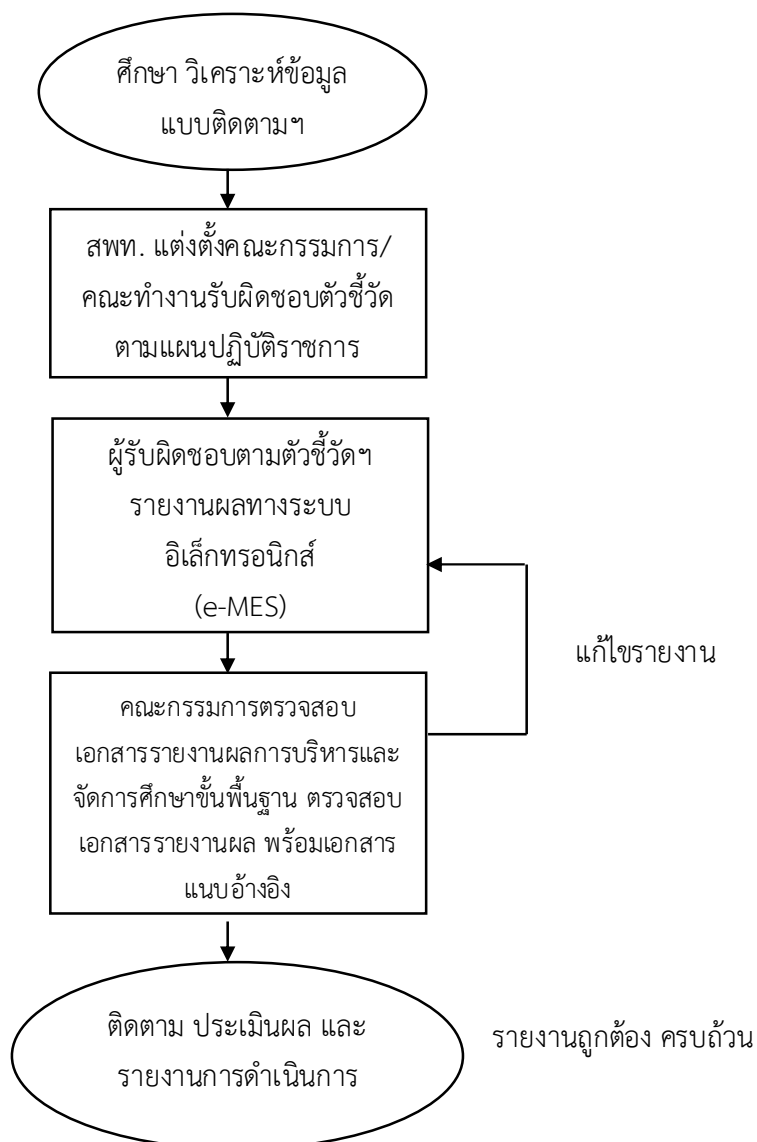 ศึกษา วิเคราะห์ข้อมูล
แบบติดตามฯ
สพท. แต่งตั้งคณะกรรมการ/
คณะทำงานรับผิดชอบตัวชี้วัด
ตามแผนปฏิบัติราชการ
ผู้รับผิดชอบตามตัวชี้วัดฯ
รายงานผลทางระบบ
อิเล็กทรอนิกส์
(e-MES)
แก้ไขรายงาน
คณะกรรมการตรวจสอบ
เอกสารรายงานผลการบริหารและ
จัดการศึกษาขั้นพื้นฐาน ตรวจสอบ
เอกสารรายงานผล พร้อมเอกสาร
แนบอ้างอิง
ติดตาม ประเมินผล และ
รายงานการดำเนินการ
รายงานถูกต้อง ครบถ้วน